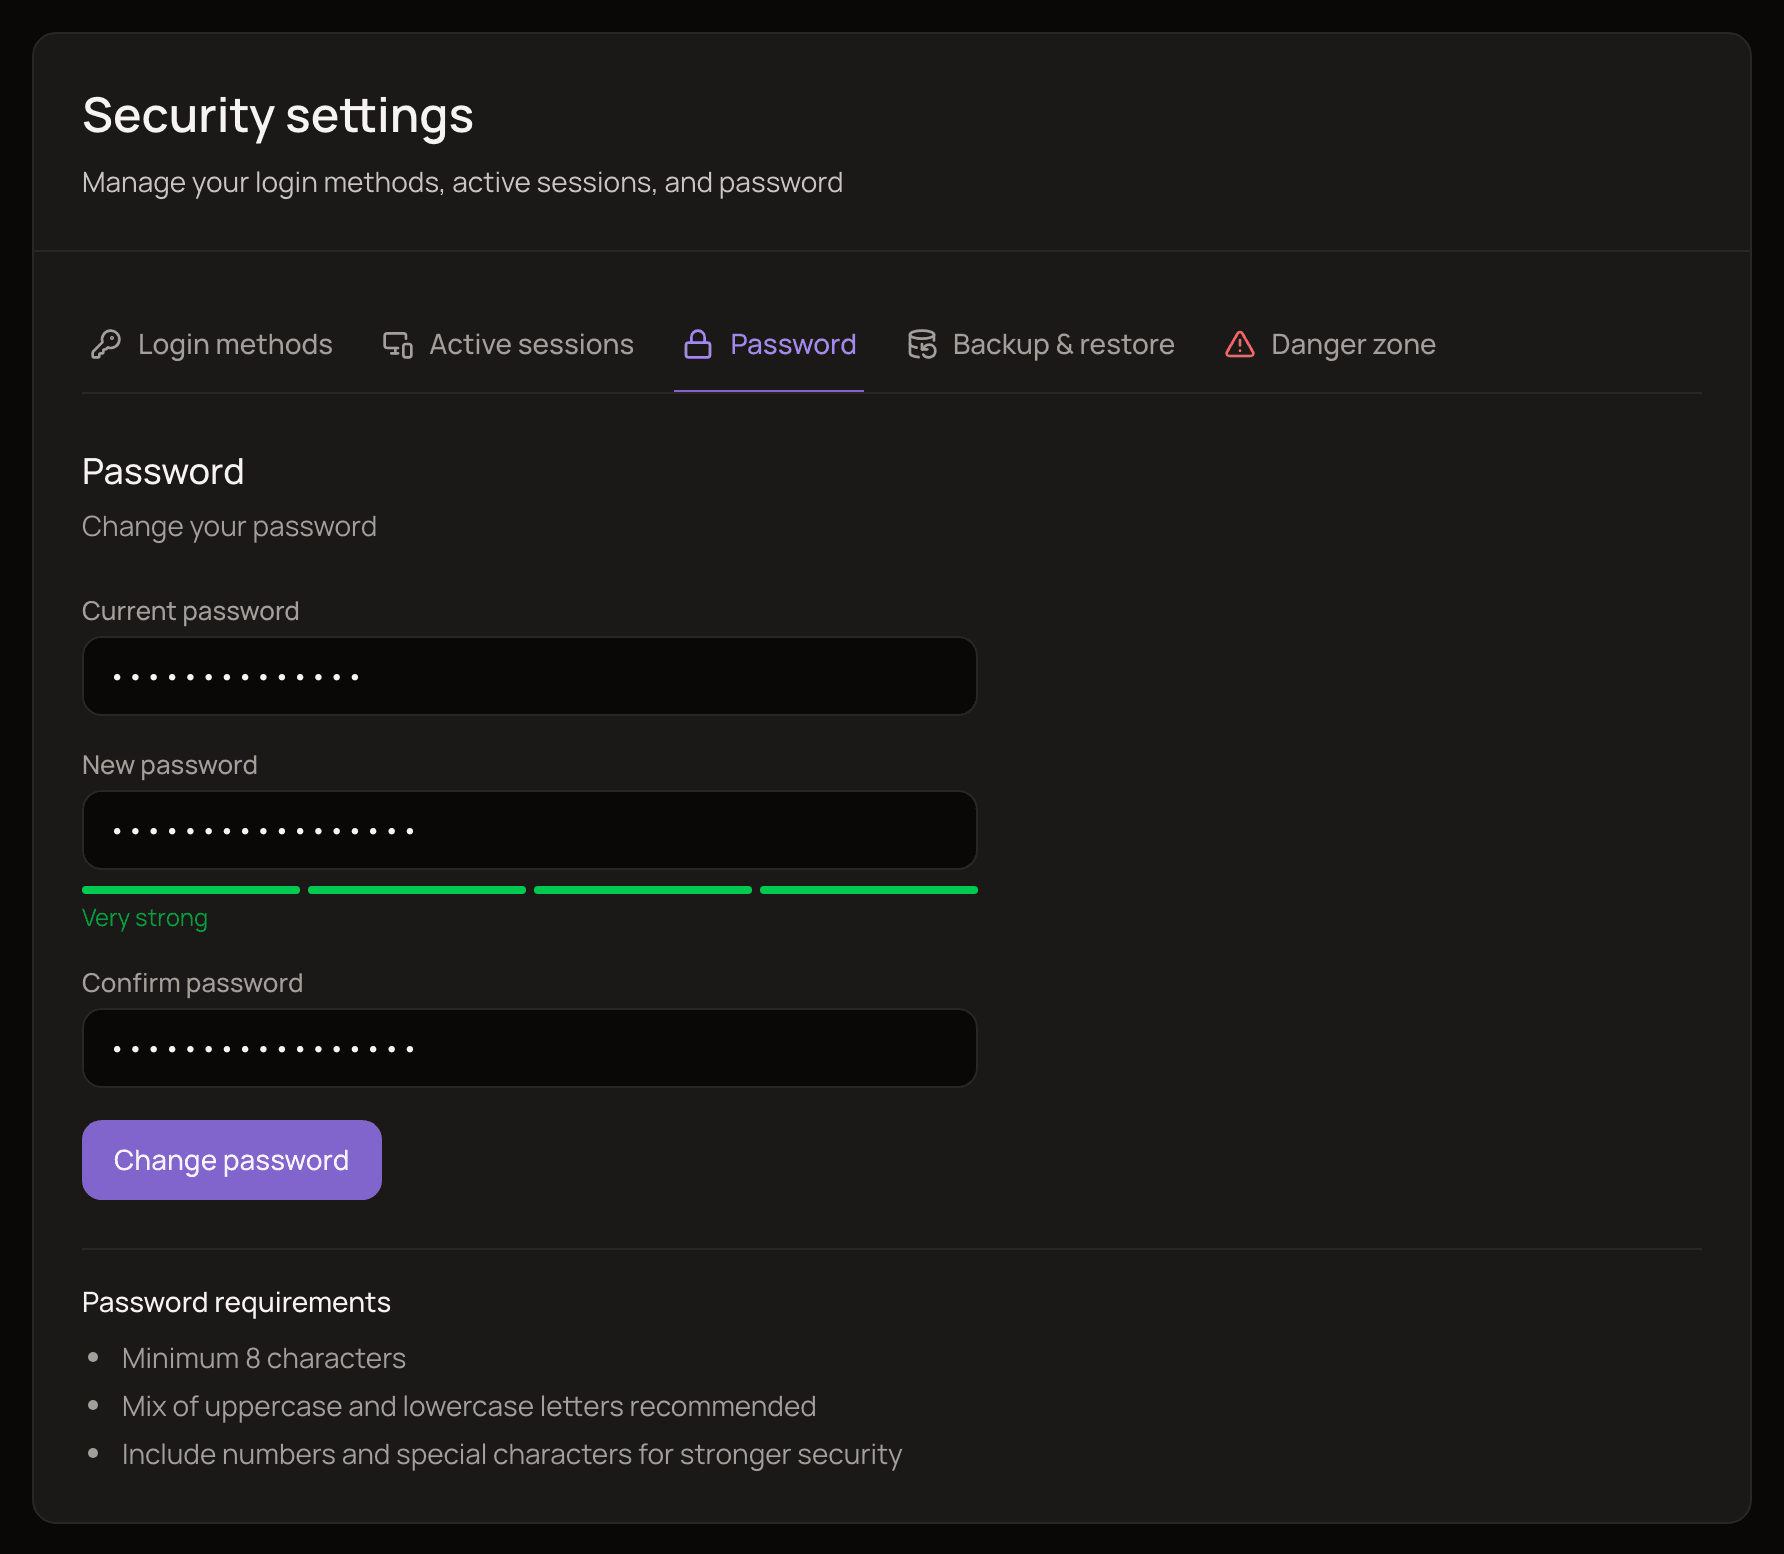 Security settings
Manage your login methods, active sessions, and password
Login methods Active sessions Password Backup & restore Danger zone
Password
Change your password
Current password
••••••••••••••
New password
•••••••••••••••••
Very strong
Confirm password
•••••••••••••••••
Change password
Password requirements
• Minimum 8 characters
• Mix of uppercase and lowercase letters recommended
• Include numbers and special characters for stronger security